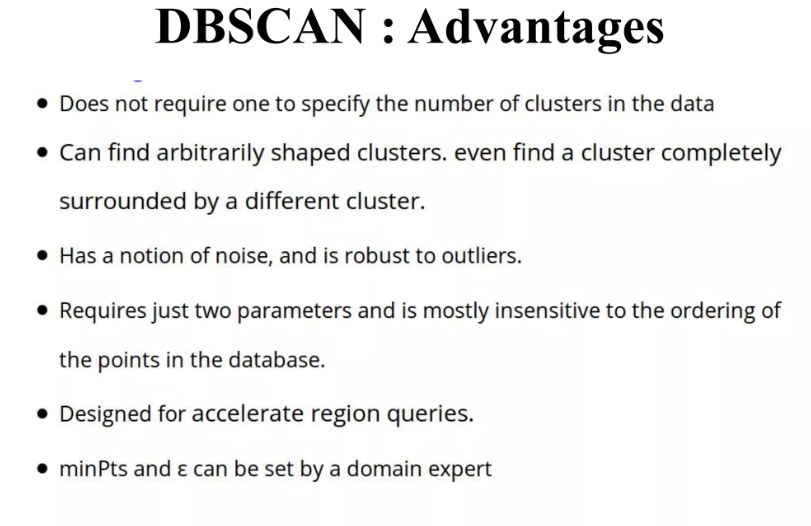 DBSCAN : Advantages
• Does not require one to specify the number of clusters in the data
• Can find arbitrarily shaped clusters. even find a cluster completely
surrounded by a different cluster.
• Has a notion of noise, and is robust to outliers.
• Requires just two parameters and is mostly insensitive to the ordering of
the points in the database.
• Designed for accelerate region queries.
• minPts and ε can be set by a domain expert